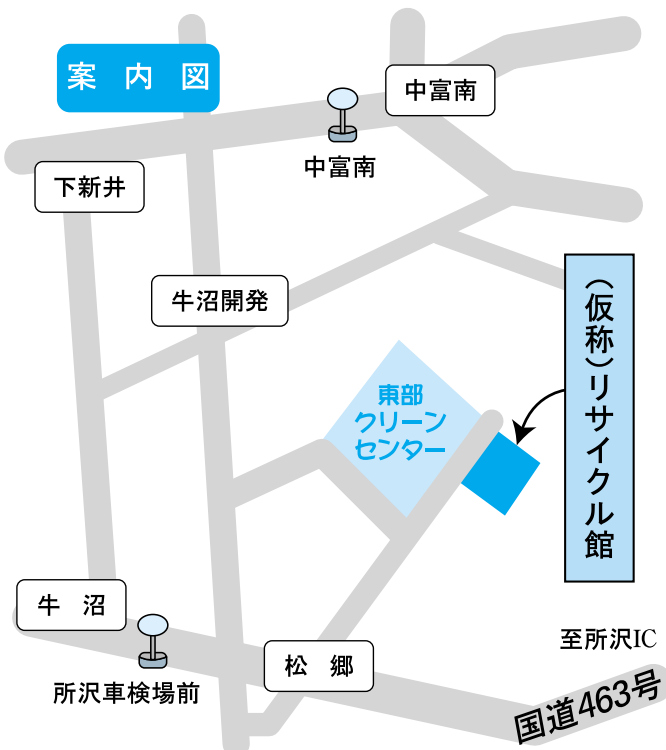 案　内　図
中富南
中富南
下新井
牛沼開発
(仮称)リサイクル館
東部
クリーン
センター
牛　沼
至所沢IC
松　郷
所沢車検場前
国道463号